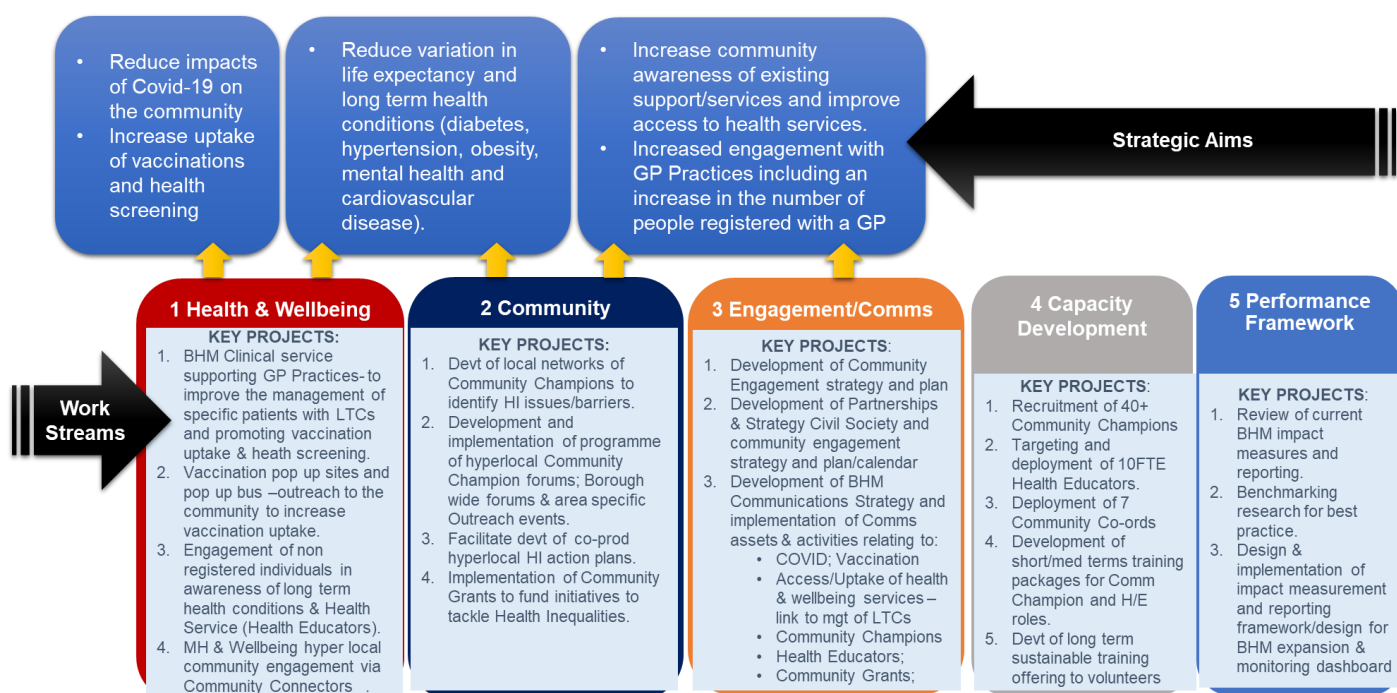 • Reduce impacts
of Covid-19 on
the community
• Increase uptake
of vaccinations
and health
screening
• Reduce variation in
life expectancy and
long term health
conditions (diabetes,
hypertension, obesity,
mental health and
cardiovascular
disease).
• Increase community
awareness of existing
support/services and improve
access to health services.
• Increased engagement with
GP Practices including an
increase in the number of
people registered with a GP
Strategic Aims
Work
Streams
1 Health & Wellbeing
KEY PROJECTS:
1. BHM Clinical service
supporting GP Practices- to
improve the management of
specific patients with LTCs
and promoting vaccination
uptake & heath screening.
2. Vaccination pop up sites and
pop up bus –outreach to the
community to increase
vaccination uptake.
3. Engagement of non
registered individuals in
awareness of long term
health conditions & Health
Service (Health Educators).
4. MH & Wellbeing hyper local
community engagement via
Community Connectors .
2 Community
KEY PROJECTS:
1. Devt of local networks of
Community Champions to
identify HI issues/barriers.
2. Development and
implementation of programme
of hyperlocal Community
Champion forums; Borough
wide forums & area specific
Outreach events.
3. Facilitate devt of co-prod
hyperlocal HI action plans.
4. Implementation of Community
Grants to fund initiatives to
tackle Health Inequalities.
3 Engagement/Comms
KEY PROJECTS:
1. Development of Community
Engagement strategy and plan
2. Development of Partnerships
& Strategy Civil Society and
community engagement
strategy and plan/calendar
3. Development of BHM
Communications Strategy and
implementation of Comms
assets & activities relating to:
• COVID; Vaccination
• Access/Uptake of health
& wellbeing services –
link to mgt of LTCs
• Community Champions
• Health Educators;
• Community Grants;
4 Capacity
Development
KEY PROJECTS:
1. Recruitment of 40+
Community Champions
2. Targeting and
deployment of 10FTE
Health Educators.
3. Deployment of 7
Community Co-ords
4. Development of
short/med terms training
packages for Comm
Champion and H/E
roles.
5. Devt of long term
sustainable training
offering to volunteers
5 Performance
Framework
KEY PROJECTS:
1. Review of current
BHM impact
measures and
reporting.
2. Benchmarking
research for best
practice.
3. Design &
implementation of
impact measurement
and reporting
framework/design for
BHM expansion &
monitoring dashboard